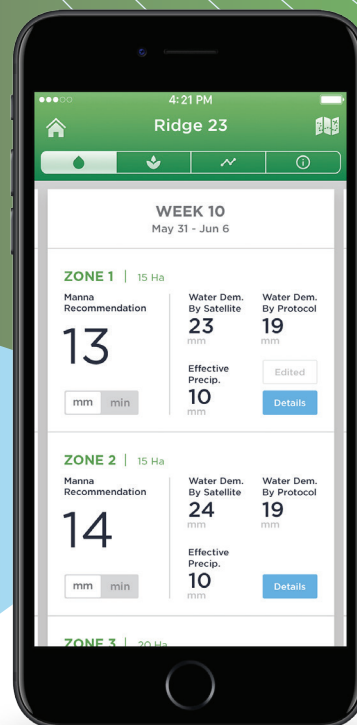 4:21 PM
Ridge 23
WEEK 10
May 31 - Jun 6
ZONE 1 | 15 Ha
Manna
Recommendation
13
mm min
Water Dem.
By Satellite
23
mm
Water Dem.
By Protocol
19
mm
Effective
Precip.
10
mm
Edited
Details
ZONE 2 | 15 Ha
Manna
Recommendation
14
mm min
Water Dem.
By Satellite
24
mm
Water Dem.
By Protocol
19
mm
Effective
Precip.
10
mm
Details
ZONE 3 | 20 Ha